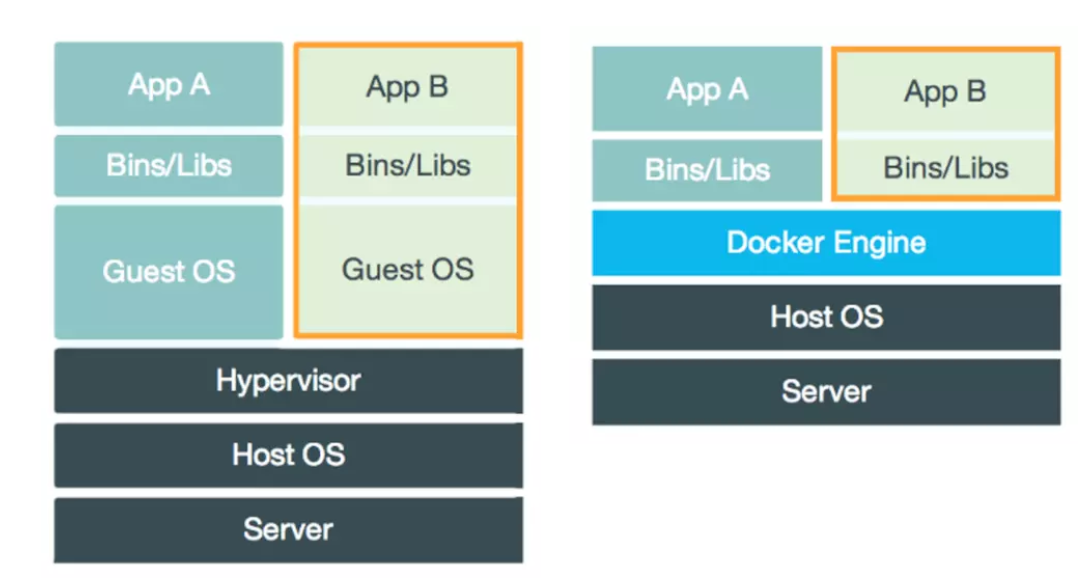 App A
App B
Bins/Libs
Bins/Libs
Guest OS
Guest OS
Hypervisor
Host OS
Server
App A
App B
Bins/Libs
Bins/Libs
Docker Engine
Host OS
Server